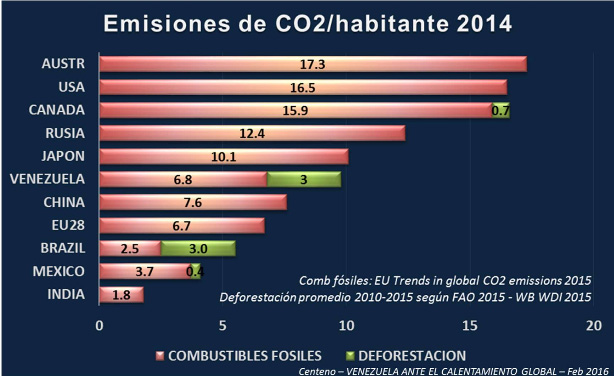 Emisiones de CO2/habitante 2014
AUSTR 17.3
USA 16.5
CANADA 15.9 0.7
RUSIA 12.4
JAPON 10.1
VENEZUELA 6.8 3
CHINA 7.6
EU28 6.7
BRAZIL 2.5 3.0
MEXICO 3.7 0.4
INDIA 1.8
Comb fósiles: EU Trends in global CO2 emissions 2015
Deforestación promedio 2010-2015 según FAO 2015 - WB WDI 2015
0 5 10 15 20
COMBUSTIBLES FOSILES DEFORESTACION
Centeno – VENEZUELA ANTE EL CALENTAMIENTO GLOBAL – Feb 2016